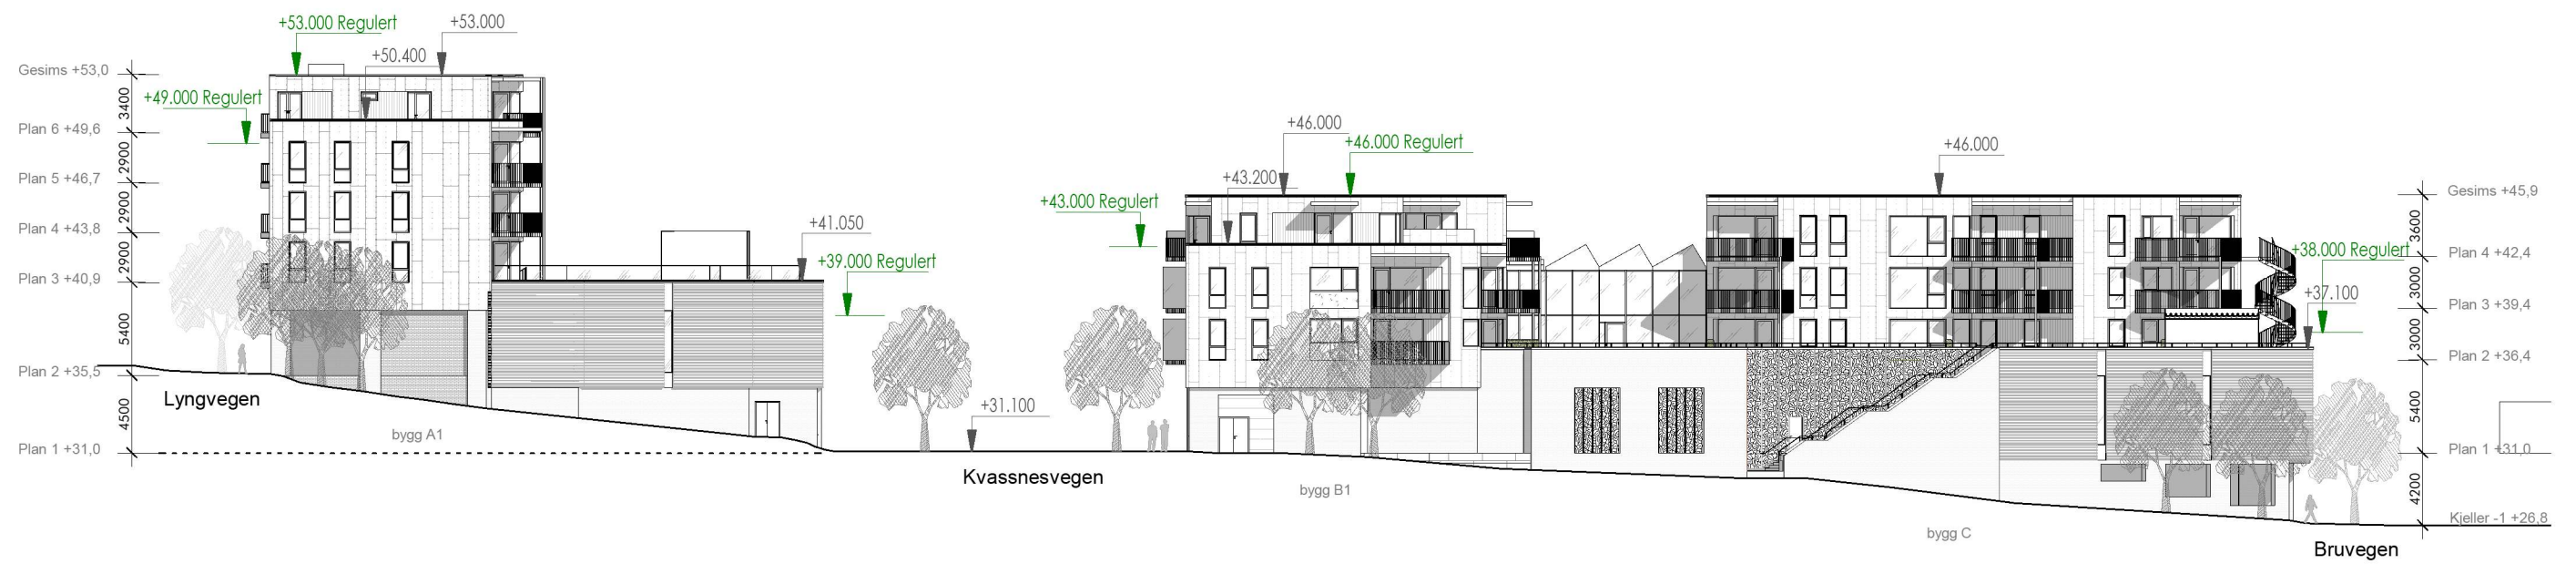 +53.000 Regulert
+53.000
+50.400
Gesims +53,0
+49.000 Regulert
3400
Plan 6 +49,6
2900
Plan 5 +46,7
2900
Plan 4 +43,8
2900
Plan 3 +40,9
5400
Plan 2 +35,5
Lyngvegen
4500
bygg A1
Plan 1 +31,0
+41.050
+39.000 Regulert
+31.100
Kvassnesvegen
+46.000
+46.000 Regulert
+43.200
+43.000 Regulert
bygg B1
+46.000
bygg C
Gesims +45,9
3600
+38.000 Regulert
Plan 4 +42,4
3000
+37.100
Plan 3 +39,4
3000
Plan 2 +36,4
5400
Plan 1 +31,0
4200
Kjeller -1 +26,8
Bruvegen